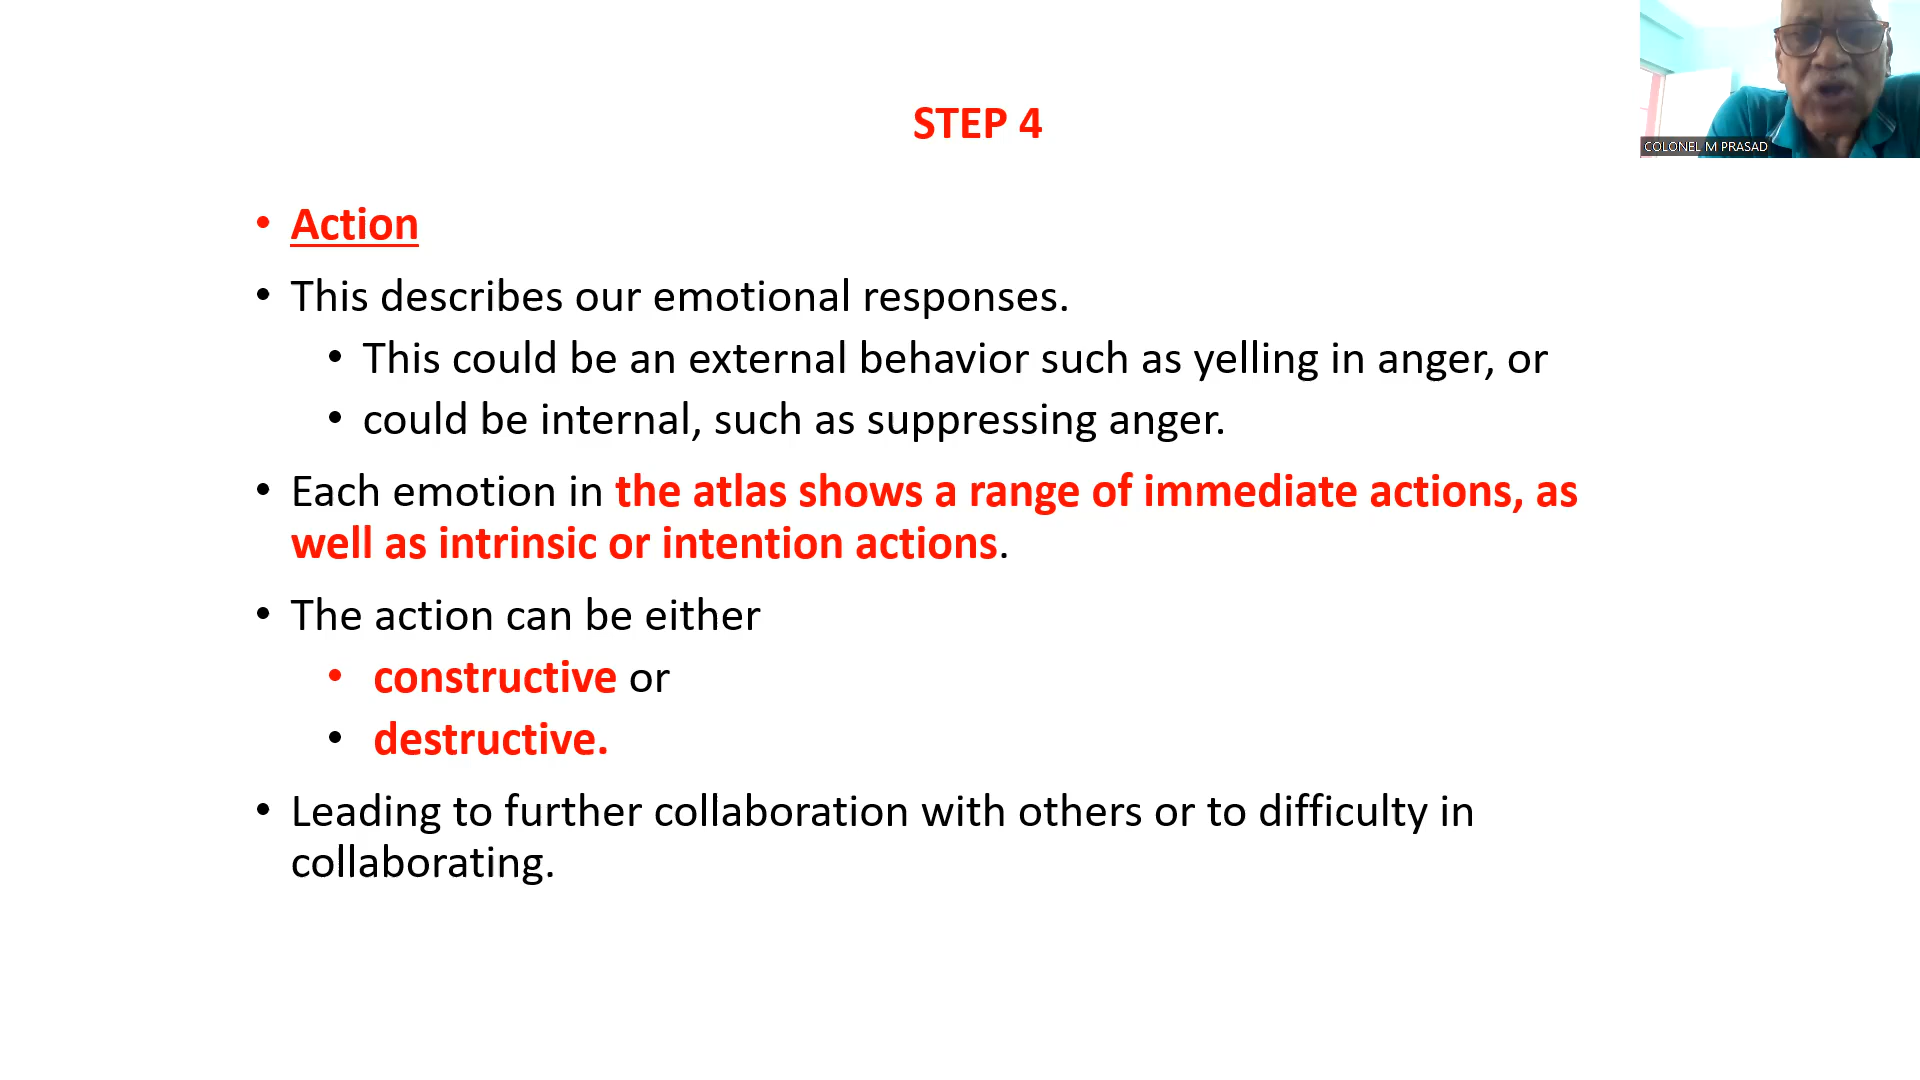 COLONEL M PRASAD
STEP 4
• Action
• This describes our emotional responses.
• This could be an external behavior such as yelling in anger, or
• could be internal, such as suppressing anger.
• Each emotion in the atlas shows a range of immediate actions, as
well as intrinsic or intention actions.
• The action can be either
• constructive or
• destructive.
• Leading to further collaboration with others or to difficulty in
collaborating.